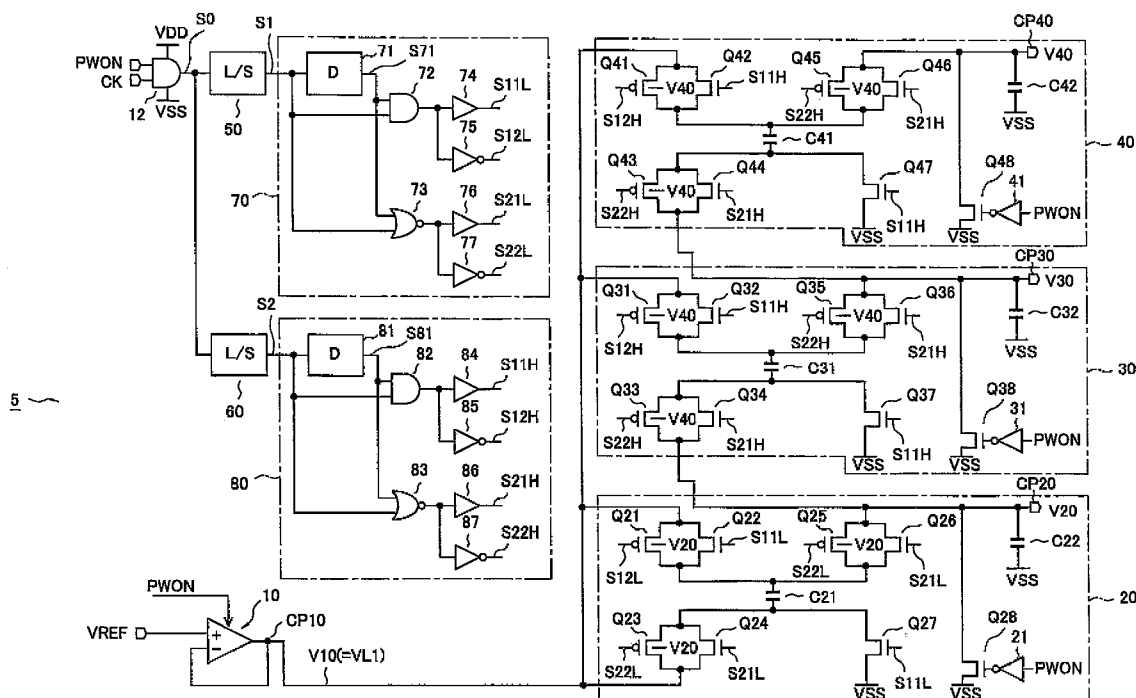 VDD
S0
S1
PWON
CK
12
VSS
L/S
50
D
71
S71
72
74
S11L
75
S12L
73
76
S21L
77
S22L
70
S2
L/S
60
D
81
S81
82
84
S11H
85
S12H
83
86
S21H
87
S22H
80
5
PWON
10
CP10
VREF
+
−
V10(=VL1)
CP40
V40
Q41
Q42
S11H
Q45
Q46
V40
V40
S12H
S22H
S21H
C42
VSS
C41
Q43
Q44
Q47
Q48
41
V40
S22H
S21H
S11H
PWON
VSS
VSS
40
CP30
V30
Q31
Q32
S11H
Q35
Q36
V40
V40
S12H
S22H
S21H
C32
VSS
C31
Q33
Q34
Q37
Q38
31
V40
S22H
S21H
S11H
PWON
VSS
VSS
30
CP20
V20
Q21
Q22
S11L
Q25
Q26
V20
V20
S12L
S22L
S21L
C22
VSS
C21
Q23
Q24
Q27
Q28
21
V20
S22L
S21L
S11L
PWON
VSS
VSS
20